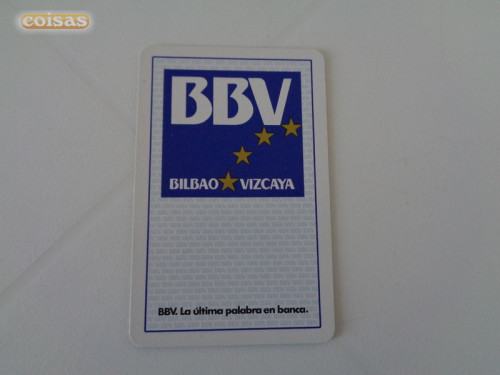 coisas
BBV
BILBAO VIZCAYA
BBV. La última palabra en banca.